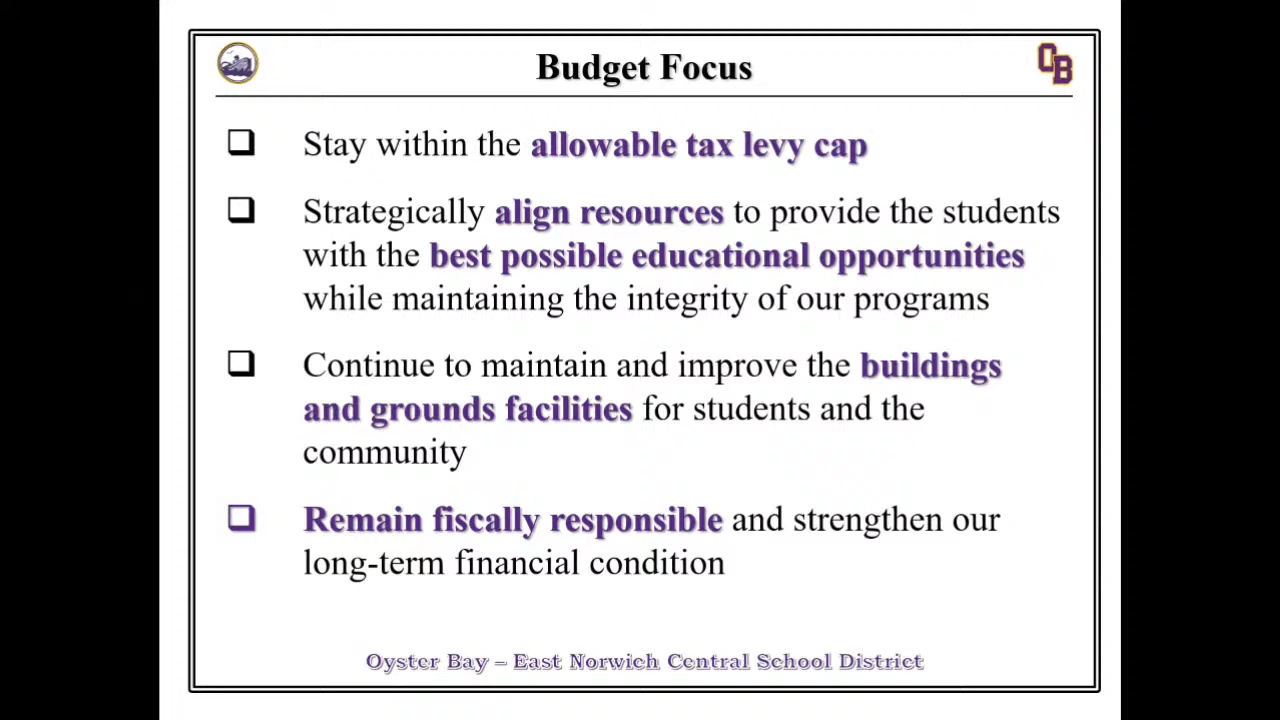 Budget Focus
OB
Stay within the allowable tax levy cap
Strategically align resources to provide the students
with the best possible educational opportunities
while maintaining the integrity of our programs
Continue to maintain and improve the buildings
and grounds facilities for students and the
community
Remain fiscally responsible and strengthen our
long-term financial condition
Oyster Bay – East Norwich Central School District